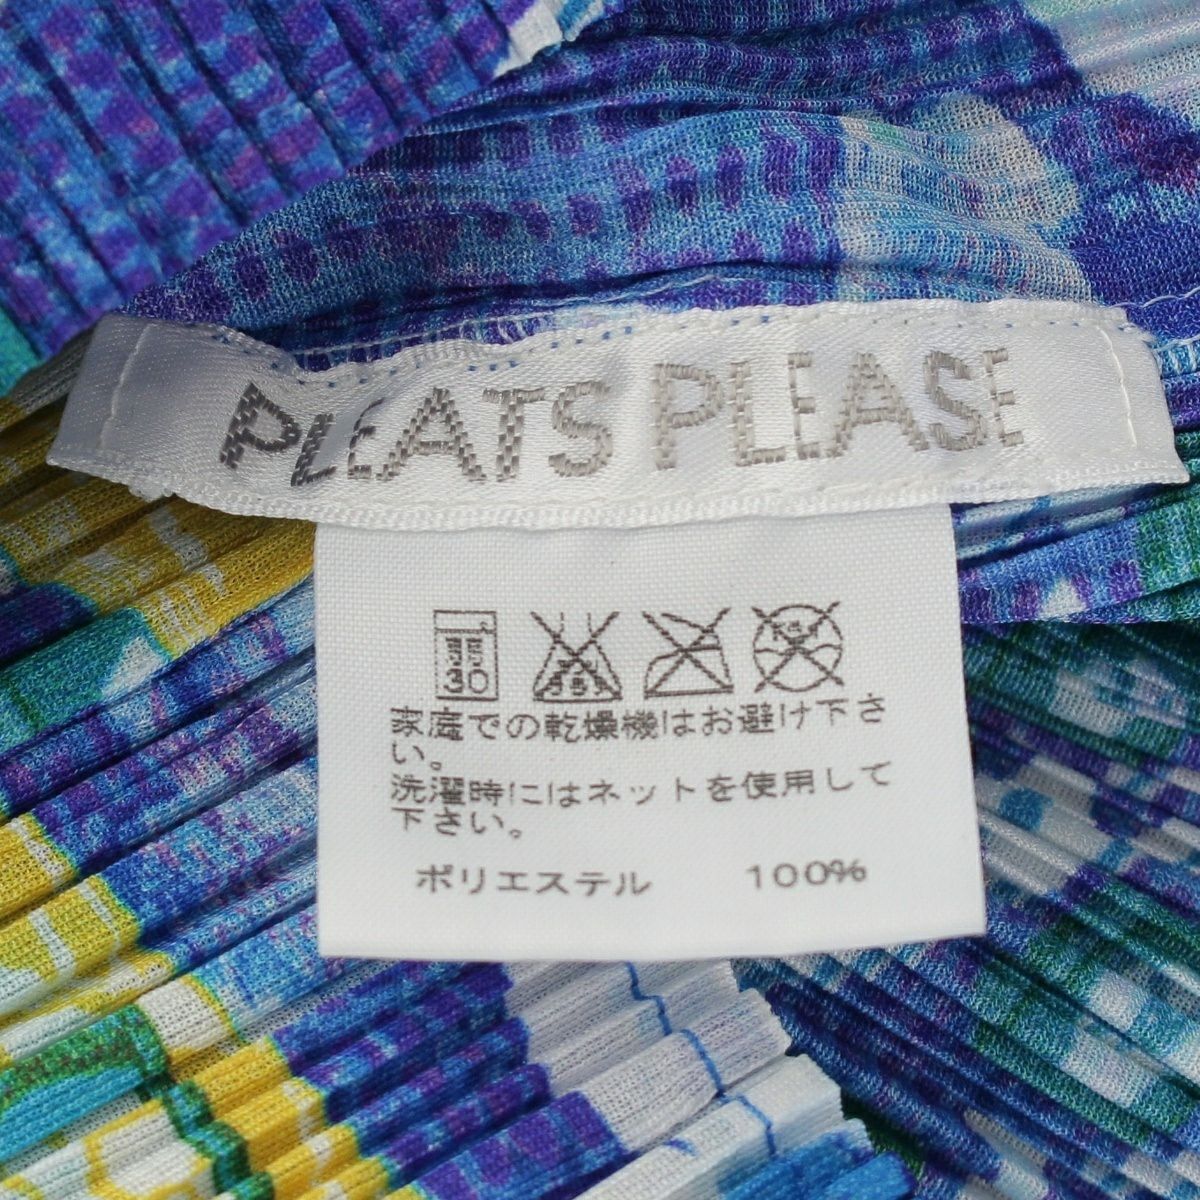 PLEATS PLEASE
30
家庭での乾燥機はお避け下さ
い。
洗濯時にはネットを使用して
下さい。
ポリエステル 100%